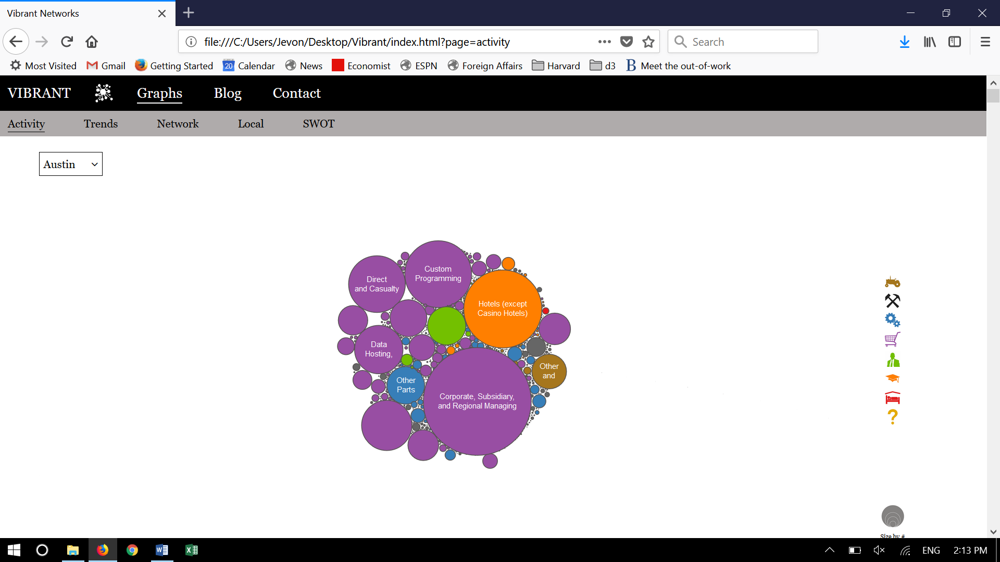 Vibrant Networks
file:///C:/Users/Jevon/Desktop/Vibrant/index.html?page=activity
Search
Most Visited
Gmail
Getting Started
20
Calendar
News
Economist
ESPN
Foreign Affairs
Harvard
d3
B
Meet the out-of-work
VIBRANT
Graphs
Blog
Contact
Activity
Trends
Network
Local
SWOT
Austin
Custom
Programming
Direct
and Casualty
Hotels (except
Casino Hotels)
Data
Hosting,
Other
and
Other
Parts
Corporate, Subsidiary,
and Regional Managing
?
Size by #
ENG
2:13 PM